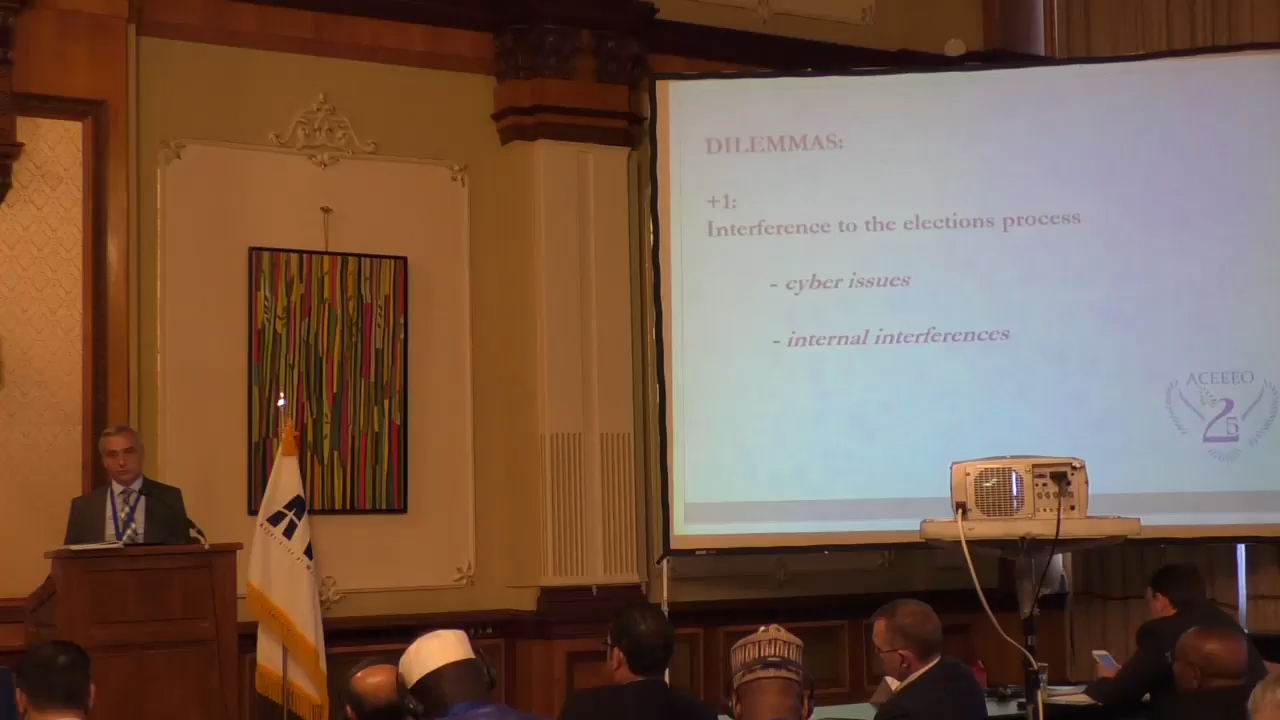 DILEMMAS:
+1:
Interference to the elections process
- cyber issues
- internal interferences
ACEEEO
25